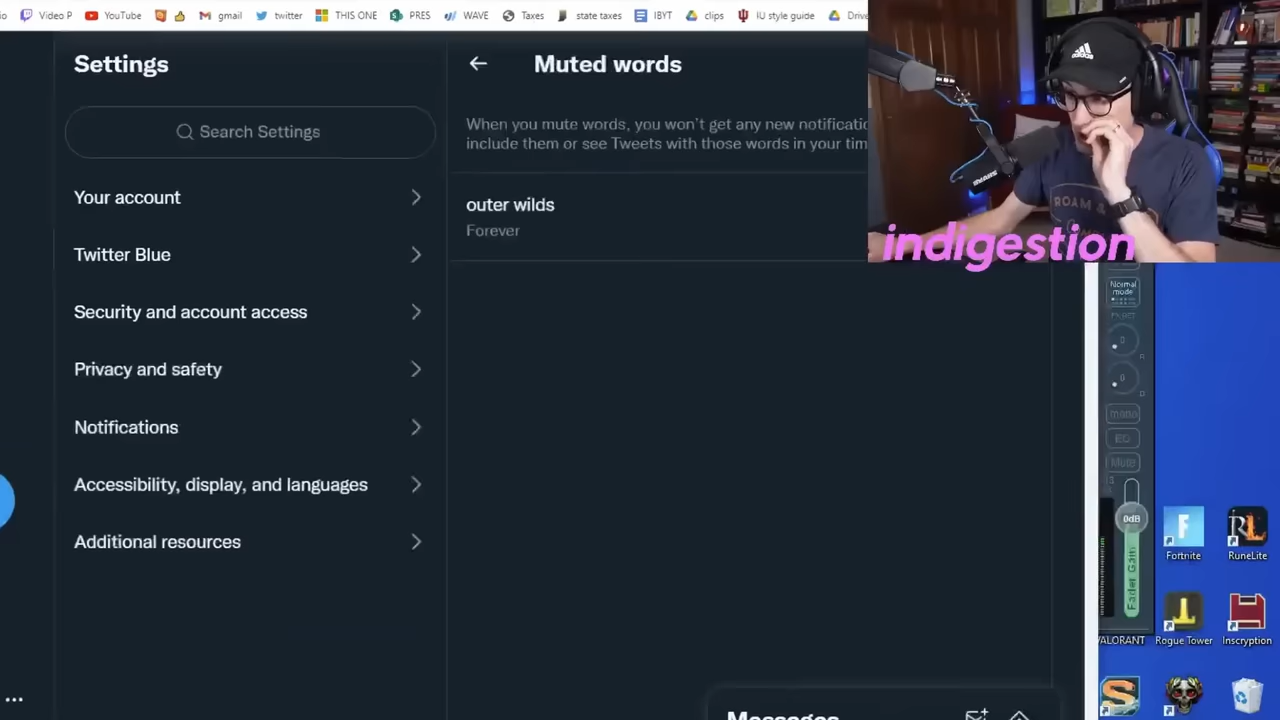 Video P
YouTube
gmail
twitter
THIS ONE
PRES
WAVE
Taxes
state taxes
IBYT
clips
IU style guide
Drive
Settings
Muted words
Search Settings
When you mute words, you won't get any new notificatio
include them or see Tweets with those words in your tim
Your account
outer wilds
Forever
Twitter Blue
Security and account access
Privacy and safety
Notifications
Accessibility, display, and languages
Additional resources
Messages
ROAM &
indigestion
Normal
mode
mono
EQ
Mute
0dB
Fader Gain
Fortnite
RuneLite
VALORANT
Rogue Tower
Inscryption